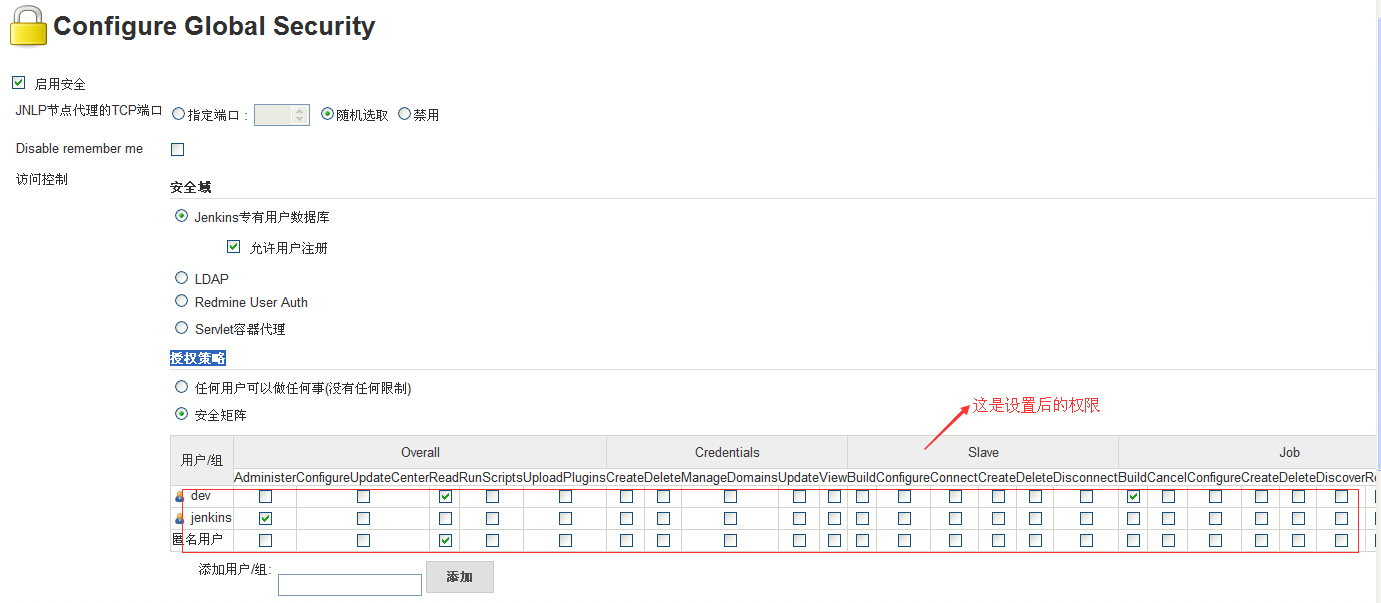 Configure Global Security
启用安全
JNLP节点代理的TCP端口 指定端口 : 随机选取 禁用
Disable remember me
访问控制
安全域
Jenkins专有用户数据库
允许用户注册
LDAP
Redmine User Auth
Servlet容器代理
授权策略
任何用户可以做任何事(没有任何限制)
安全矩阵
这是设置后的权限
用户/组 Overall Credentials Slave Job
Administer ConfigureUpdateCenter Read RunScripts UploadPlugins Create Delete ManageDomains Update View Build Configure Connect Create Delete Disconnect Build Cancel Configure Create Delete Discover
dev
jenkins
匿名用户
添加用户/组: 添加